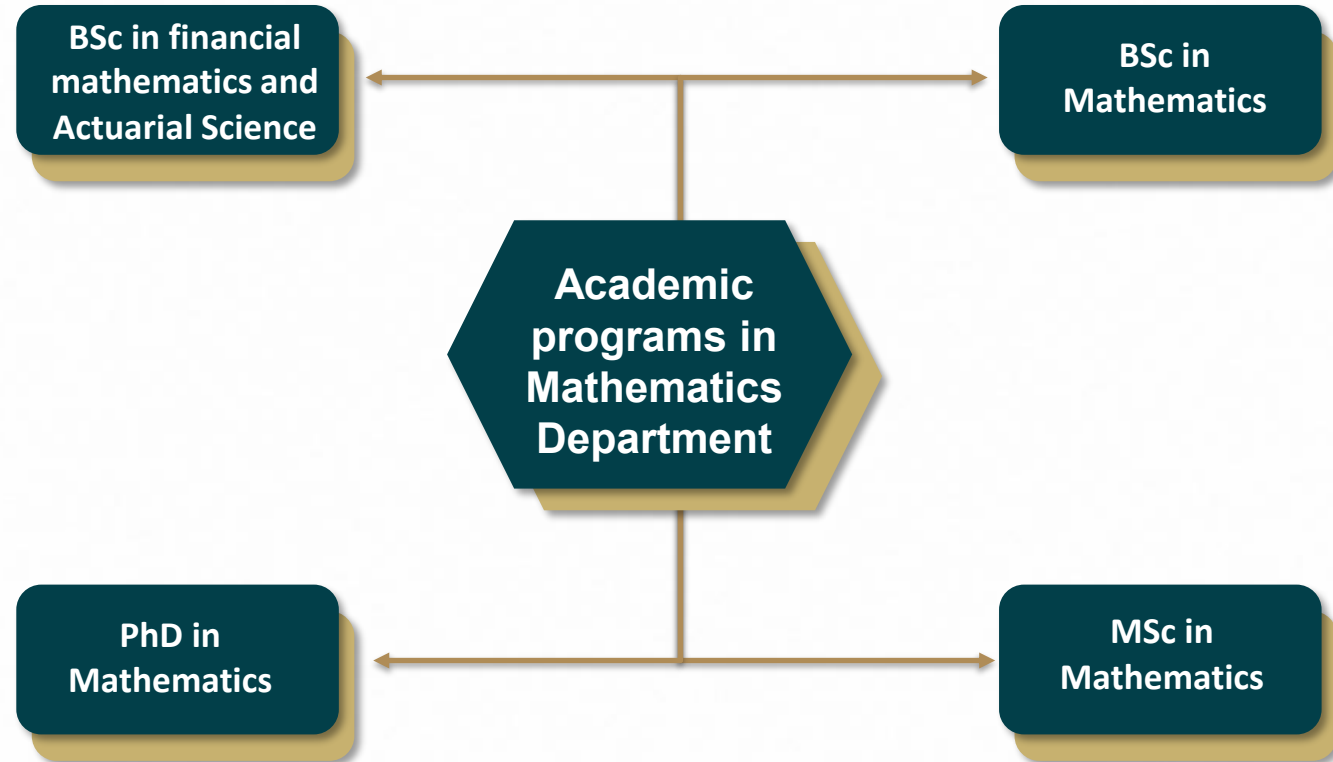 BSc in financial
mathematics and
Actuarial Science
BSc in
Mathematics
Academic
programs in
Mathematics
Department
PhD in
Mathematics
MSc in
Mathematics